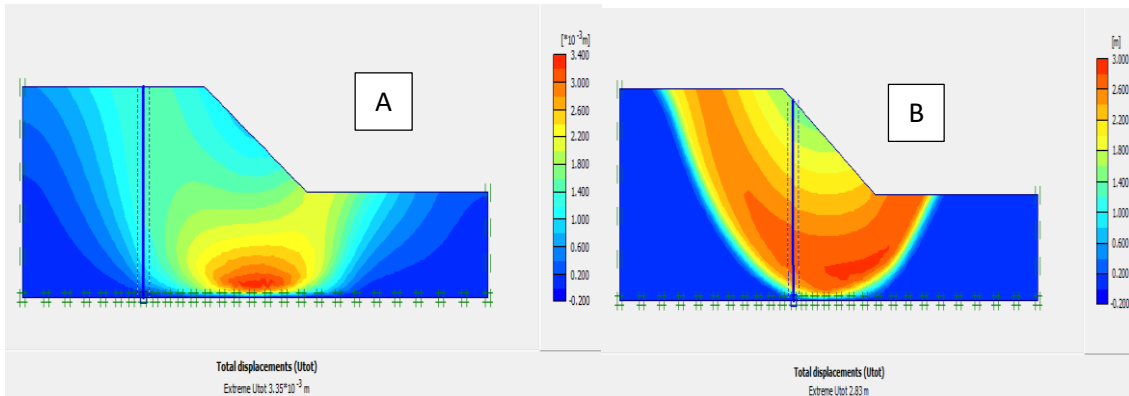 [*10 -3 m]
3.400
3.000
2.600
2.200
1.800
1.400
1.000
0.600
0.200
-0.200
A
Total displacements (Utot)
Extreme Utot 3.35*10 -3 m
[m]
3.000
2.600
2.200
1.800
1.400
1.000
0.600
0.200
-0.200
B
Total displacements (Utot)
Extreme Utot 2.83 m